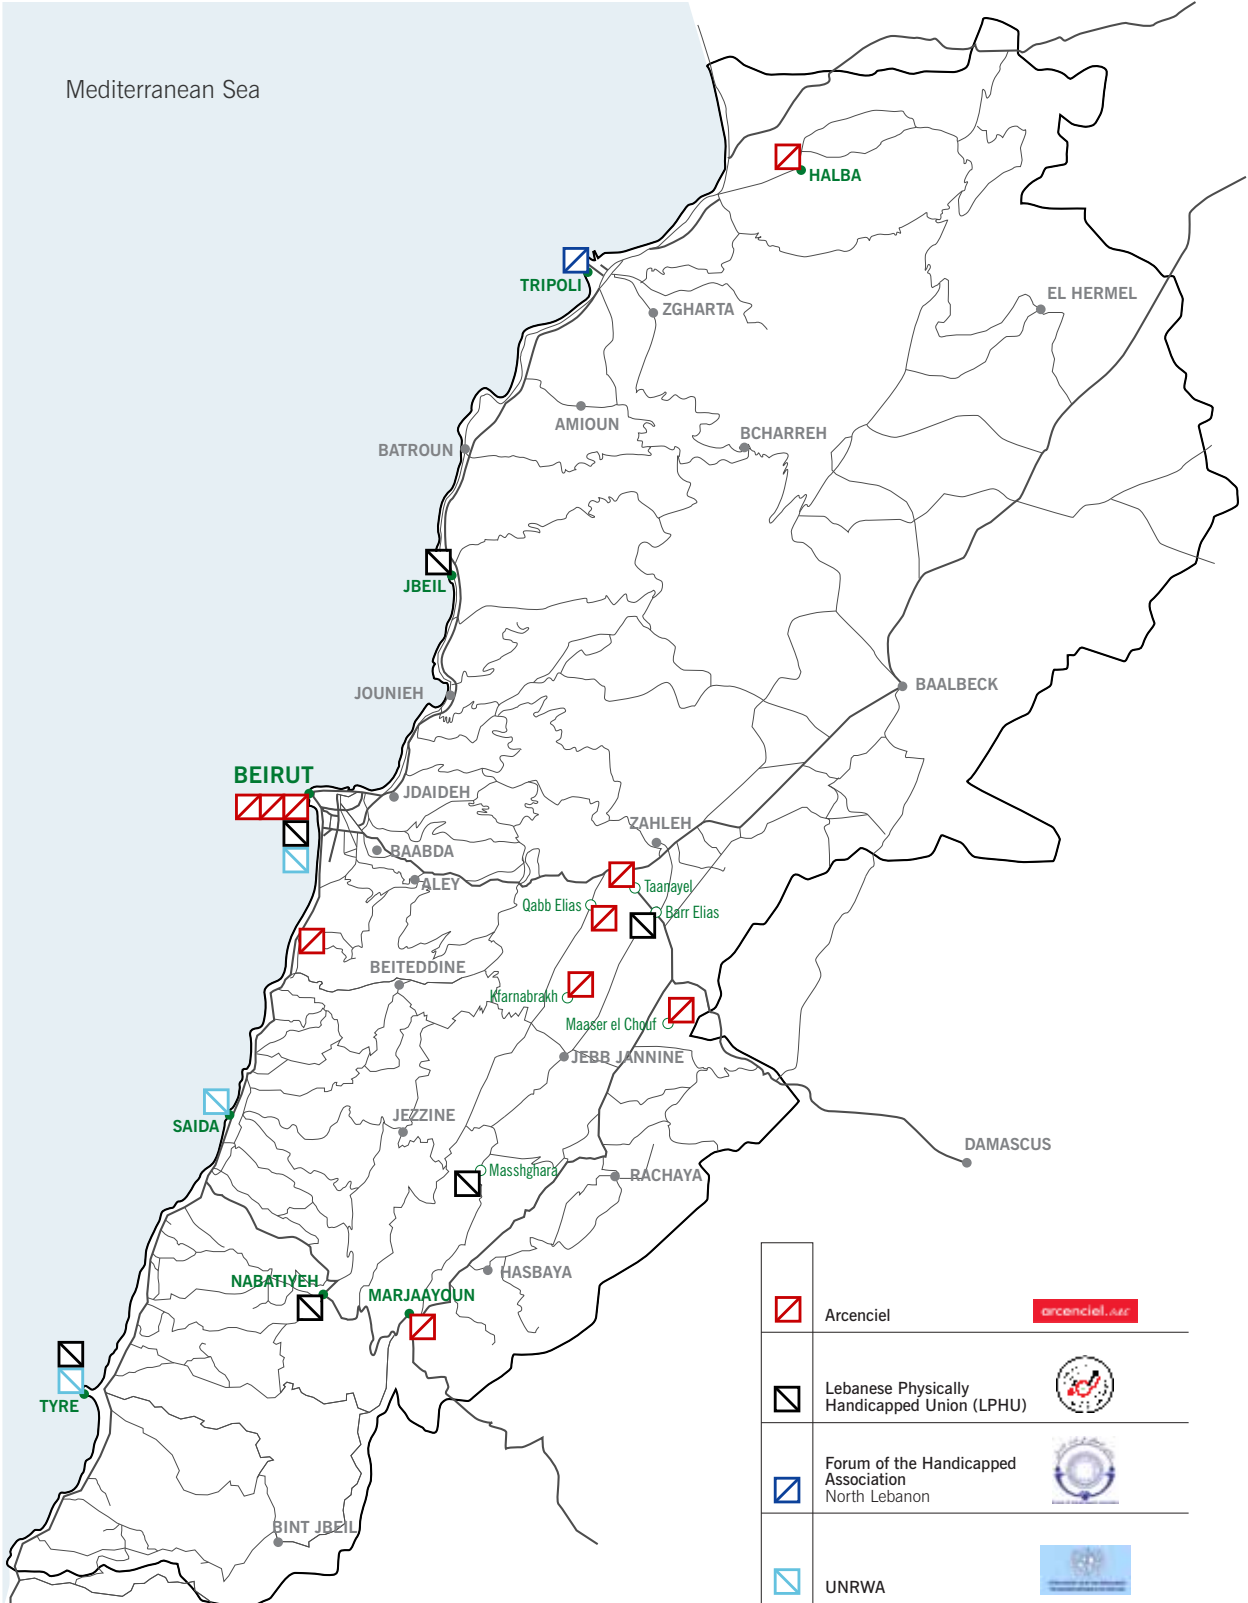 Mediterranean Sea
HALBA
TRIPOLI
ZGHARTA
EL HERMEL
AMIOUN
BATROUN
BCHARREH
JBEIL
JOUNIEH
BAALBECK
BEIRUT
JDAIDEH
ZAHLEH
BAABDA
ALEY
Taanayel
Qabb Elias
Barr Elias
BEITEDDINE
Kfarnabrakh
Maaser el Chouf
JEBB JANNINE
SAIDA
JEZZINE
DAMASCUS
Masshghara
RACHAYA
HASBAYA
NABATIYEH
MARJAAYOUN
TYRE
BINT JBEIL
Arcenciel
arcenciel.aec
Lebanese Physically
Handicapped Union (LPHU)
Forum of the Handicapped
Association
North Lebanon
UNRWA